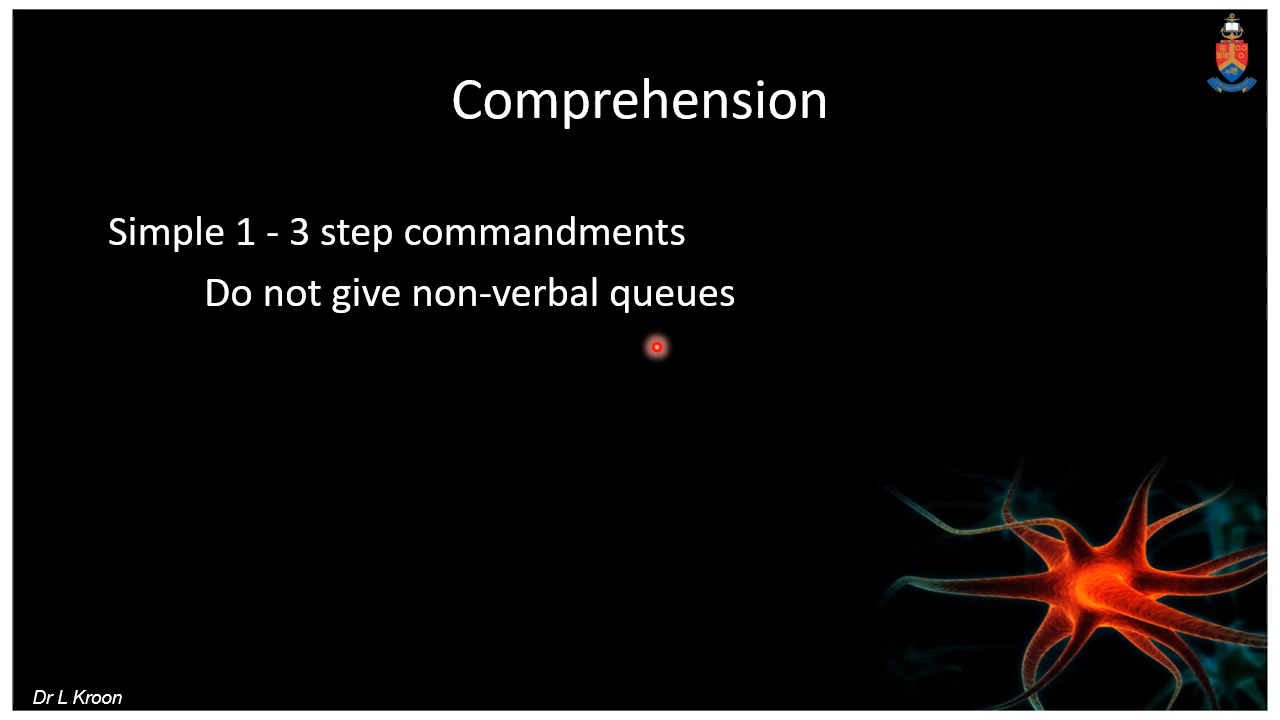 Comprehension
Simple 1 - 3 step commandments
Do not give non-verbal queues
Dr L Kroon